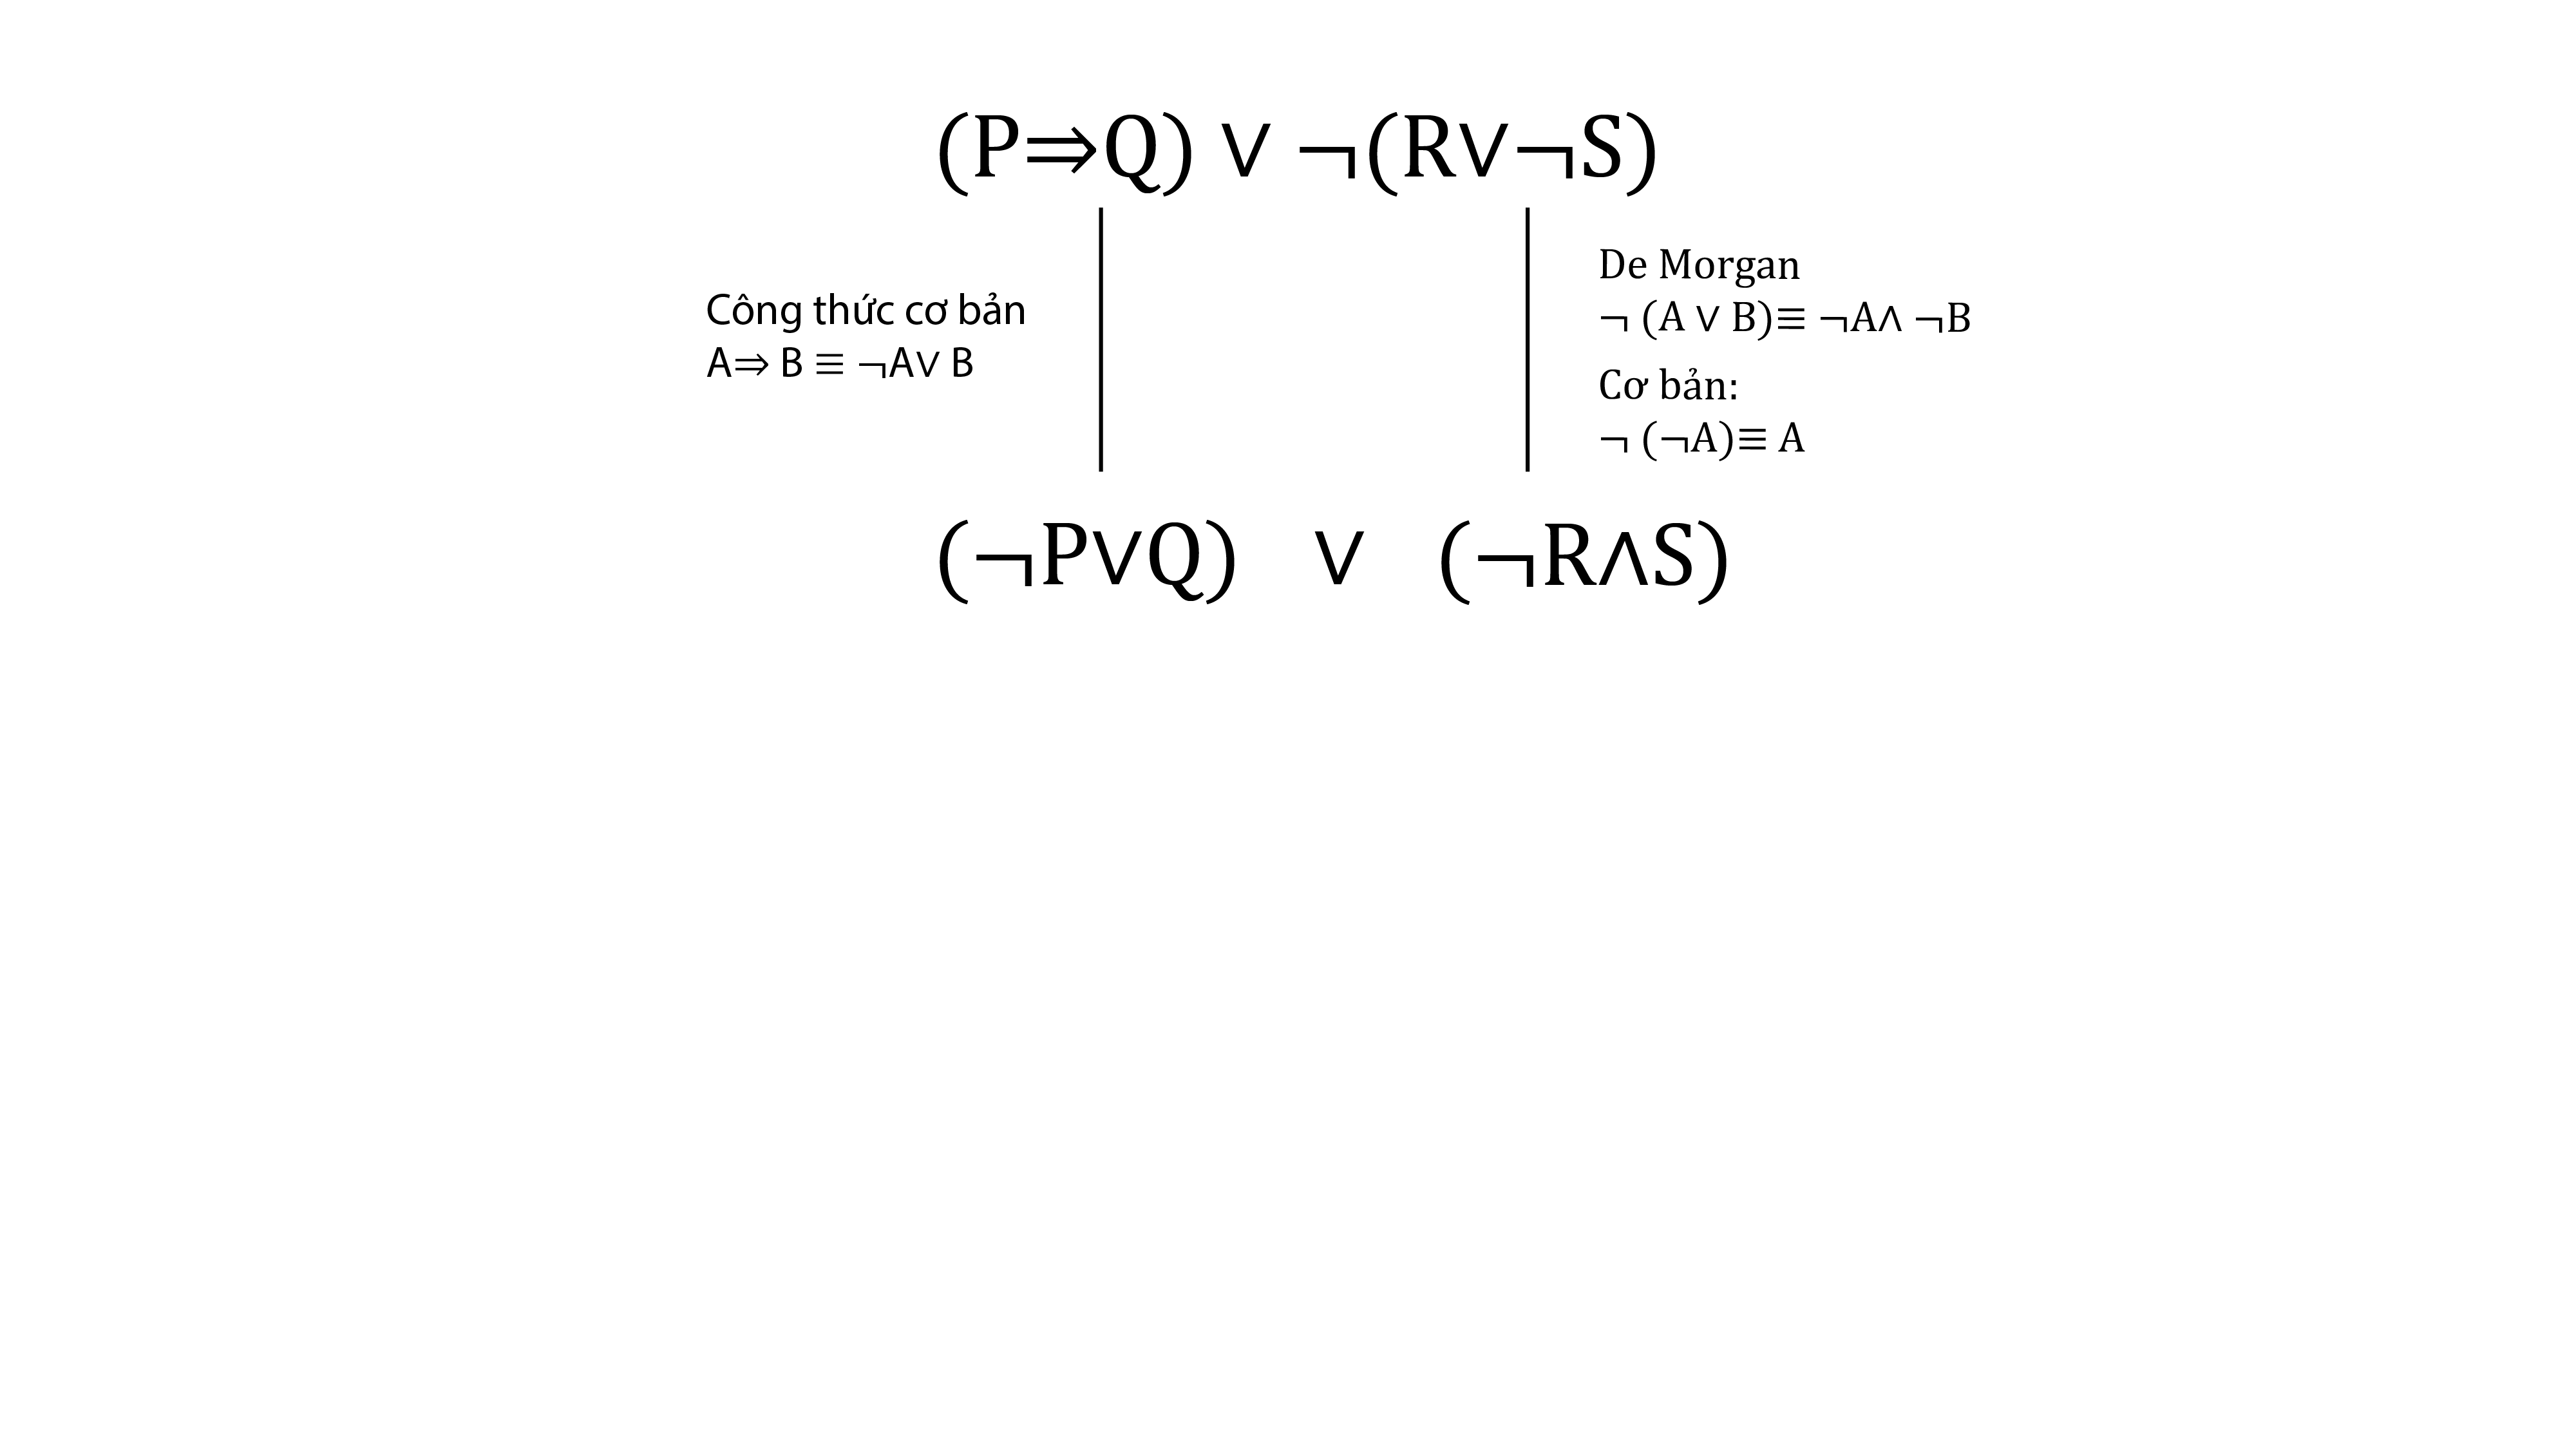 (P⇒Q) ∨ ¬(R∨¬S)
Công thức cơ bản
A⇒ B ≡ ¬A∨ B
De Morgan
¬ (A ∨ B)≡ ¬A∧ ¬B
Cơ bản:
¬ (¬A)≡ A
(¬P∨Q) ∨ (¬R∧S)